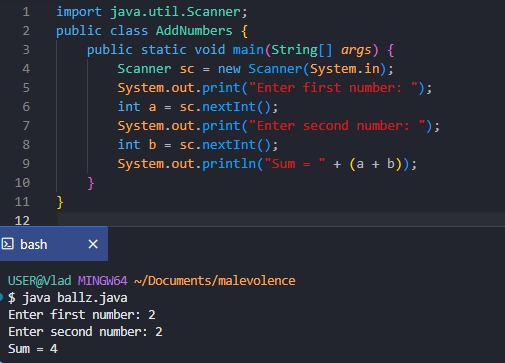 1 import java.util.Scanner;
2 public class AddNumbers {
3 public static void main(String[] args) {
4 Scanner sc = new Scanner(System.in);
5 System.out.print("Enter first number: ");
6 int a = sc.nextInt();
7 System.out.print("Enter second number: ");
8 int b = sc.nextInt();
9 System.out.println("Sum = " + (a + b));
10 }
11 }
12
bash ×
USER@Vlad MINGW64 ~/Documents/malevolence
$ java ballz.java
Enter first number: 2
Enter second number: 2
Sum = 4